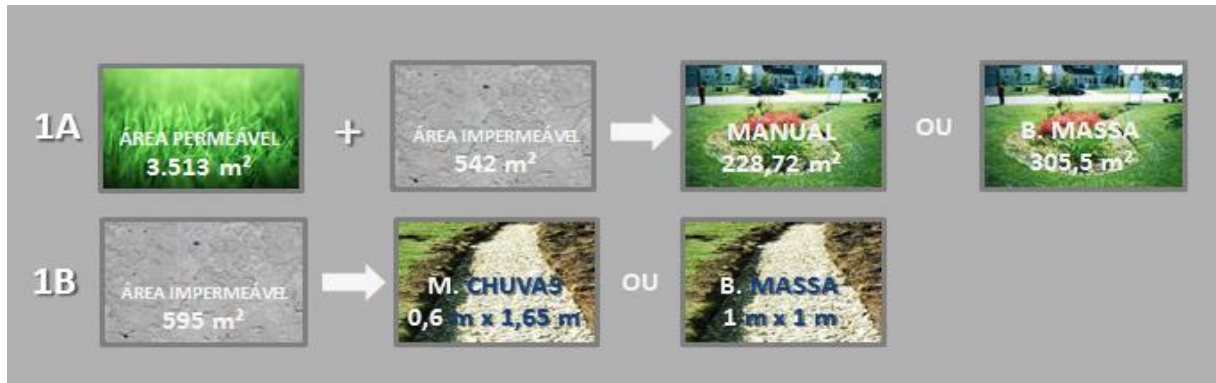 1A
ÁREA PERMEÁVEL
3.513 m²
+
ÁREA IMPERMEÁVEL
542 m²
MANUAL
228,72 m²
OU
B. MASSA
305,5 m²
1B
ÁREA IMPERMEÁVEL
595 m²
M. CHUVAS
0,6 m x 1,65 m
OU
B. MASSA
1 m x 1 m